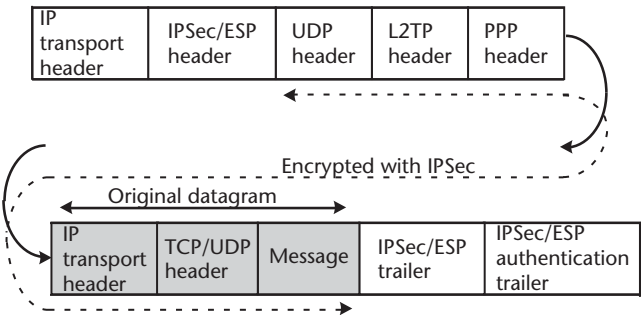 IP
transport
header
IPSec/ESP
header
UDP
header
L2TP
header
PPP
header
Encrypted with IPSec
Original datagram
IP
transport
header
TCP/UDP
header
Message
IPSec/ESP
trailer
IPSec/ESP
authentication
trailer